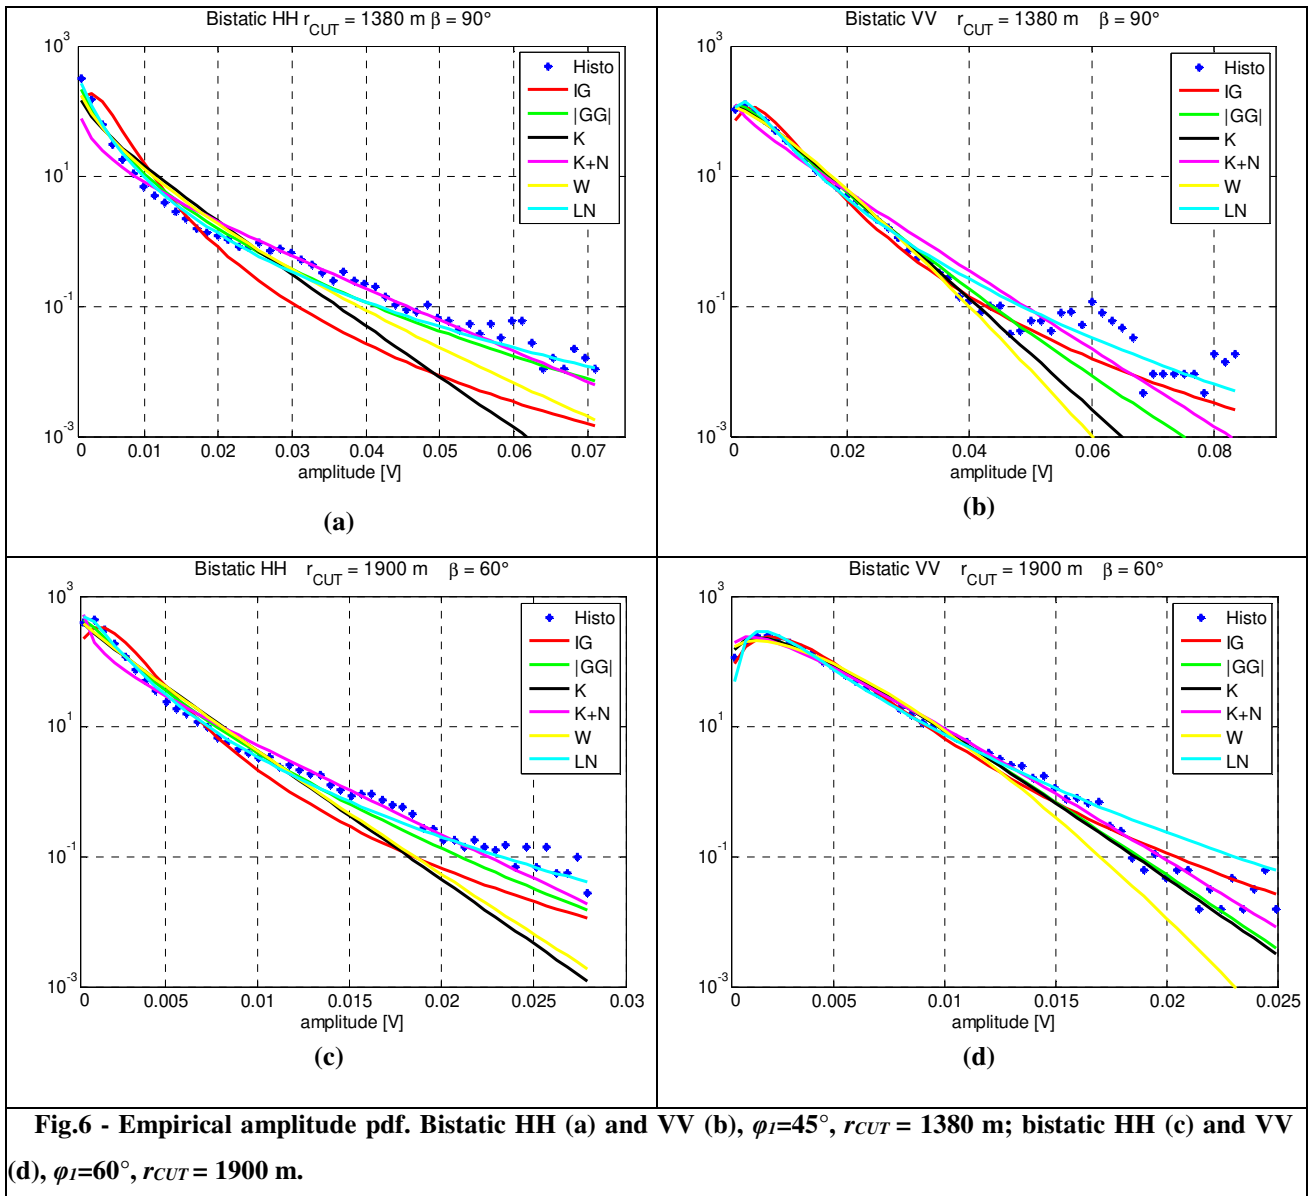 Bistatic HH r_CUT = 1380 m β = 90°
10^3
10^1
10^-1
10^-3
0 0.01 0.02 0.03 0.04 0.05 0.06 0.07
amplitude [V]
Histo
IG
|GG|
K
K+N
W
LN
(a)
Bistatic VV r_CUT = 1380 m β = 90°
10^3
10^1
10^-1
10^-3
0 0.02 0.04 0.06 0.08
amplitude [V]
Histo
IG
|GG|
K
K+N
W
LN
(b)
Bistatic HH r_CUT = 1900 m β = 60°
10^3
10^1
10^-1
10^-3
0 0.005 0.01 0.015 0.02 0.025 0.03
amplitude [V]
Histo
IG
|GG|
K
K+N
W
LN
(c)
Bistatic VV r_CUT = 1900 m β = 60°
10^3
10^1
10^-1
10^-3
0 0.005 0.01 0.015 0.02 0.025
amplitude [V]
Histo
IG
|GG|
K
K+N
W
LN
(d)
Fig.6 - Empirical amplitude pdf. Bistatic HH (a) and VV (b), φ1=45°, rCUT = 1380 m; bistatic HH (c) and VV
(d), φ1=60°, rCUT = 1900 m.